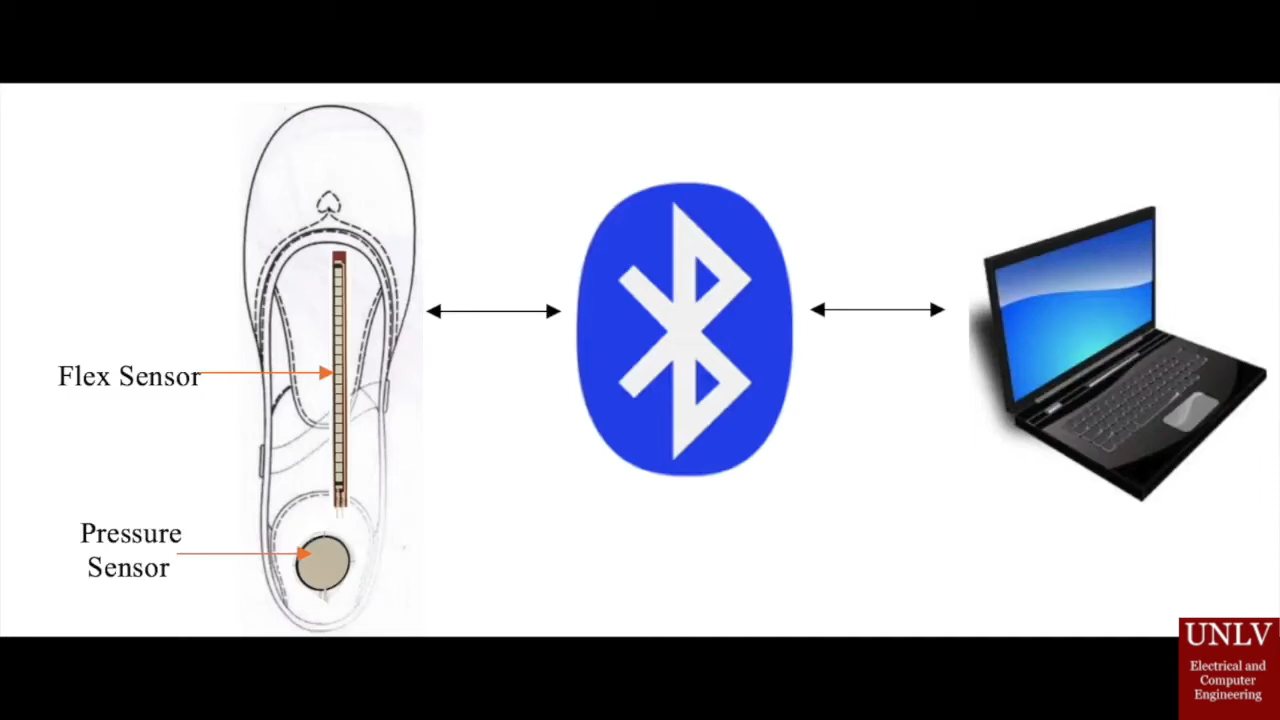 Flex Sensor
Pressure
Sensor
UNLV
Electrical and
Computer
Engineering